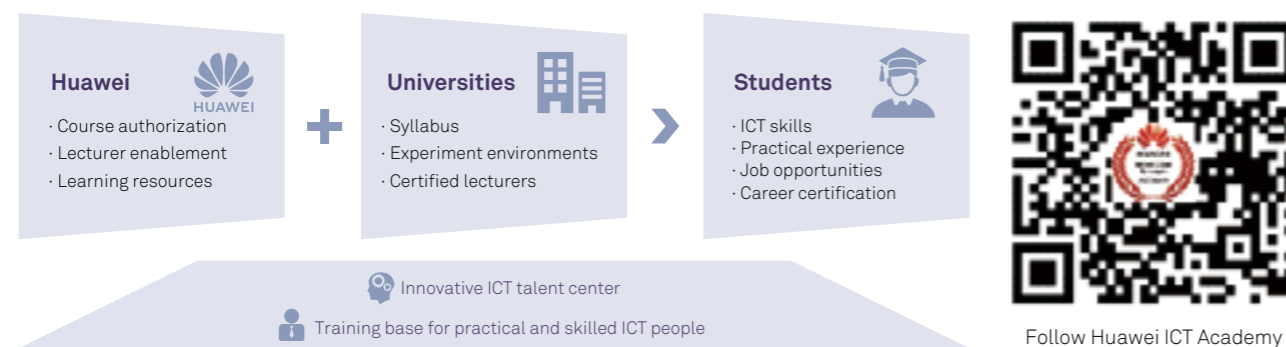 Huawei
HUAWEI
· Course authorization
· Lecturer enablement
· Learning resources
Universities
· Syllabus
· Experiment environments
· Certified lecturers
Students
· ICT skills
· Practical experience
· Job opportunities
· Career certification
Innovative ICT talent center
Training base for practical and skilled ICT people
Follow Huawei ICT Academy